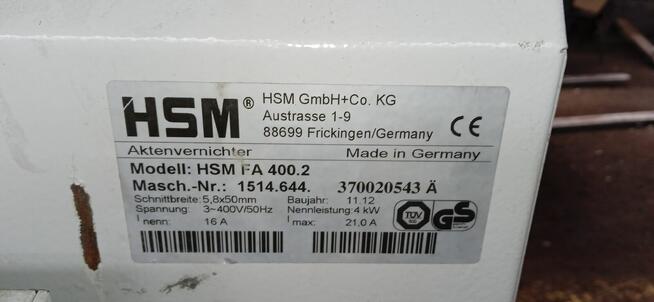 HSM® HSM GmbH+Co. KG
Austrasse 1-9
88699 Frickingen/Germany
CE
Aktenvernichter Made in Germany
Modell: HSM FA 400.2
Masch.-Nr.: 1514.644. 370020543 Ä
Schnittbreite: 5,8x50mm Baujahr: 11.12
Spannung: 3~400V/50Hz Nennleistung: 4 kW
I nenn: 16 A I max: 21.0 A
TÜV GS